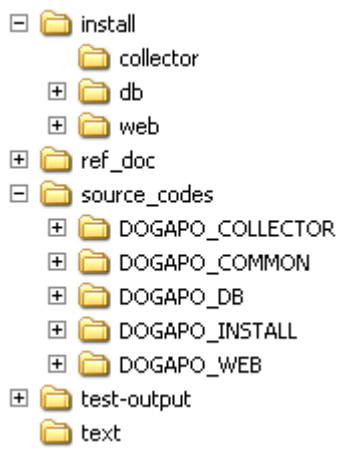 install
collector
db
web
ref_doc
source_codes
DOGAPO_COLLECTOR
DOGAPO_COMMON
DOGAPO_DB
DOGAPO_INSTALL
DOGAPO_WEB
test-output
text